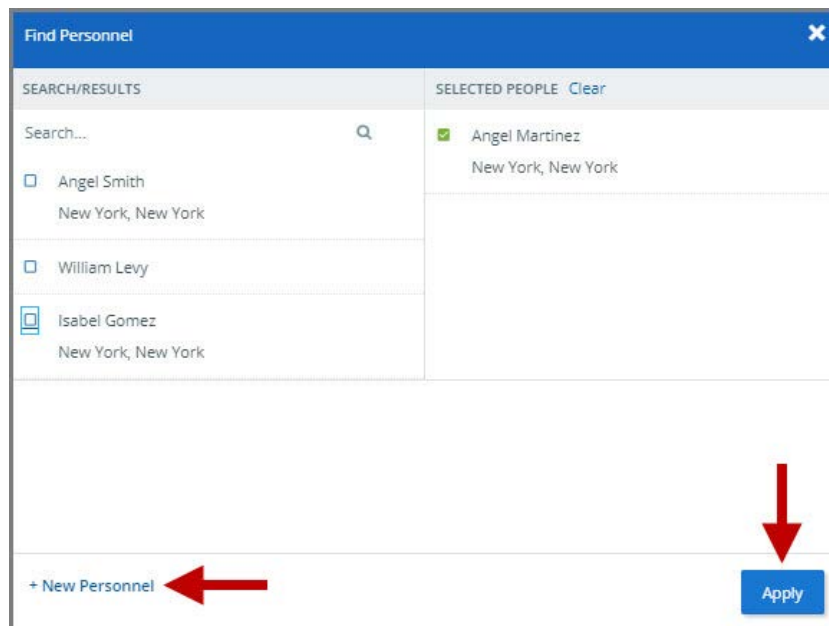 Find Personnel
SEARCH/RESULTS
Search...
Angel Smith
New York, New York
William Levy
Isabel Gomez
New York, New York
SELECTED PEOPLE Clear
Angel Martinez
New York, New York
+ New Personnel
Apply